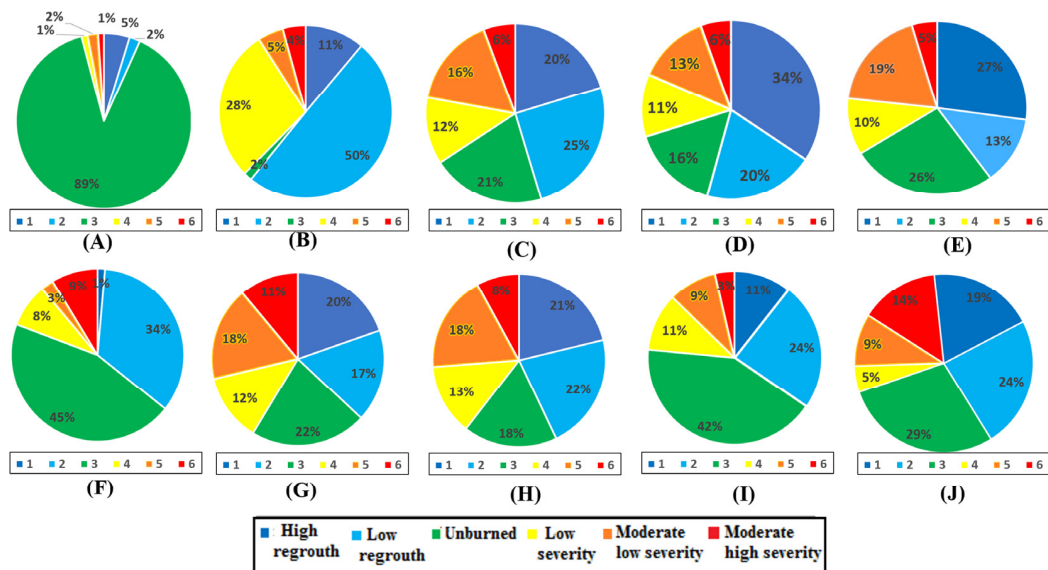 2% 1% 5%
1% 2%
89%
1 2 3 4 5 6
(A)
5% 4% 11%
28%
2% 50%
1 2 3 4 5 6
(B)
6% 20%
16%
12% 25%
21%
1 2 3 4 5 6
(C)
6%
13% 34%
11%
16% 20%
1 2 3 4 5 6
(D)
5% 27%
19%
10% 13%
26%
1 2 3 4 5 6
(E)
9% 1%
3%
8% 34%
45%
1 2 3 4 5 6
(F)
11% 20%
18%
12% 17%
22%
1 2 3 4 5 6
(G)
8% 21%
18%
13% 22%
18%
1 2 3 4 5 6
(H)
3% 11%
9%
11% 24%
42%
1 2 3 4 5 6
(I)
14% 19%
9%
5% 24%
29%
1 2 3 4 5 6
(J)
High regrouth
Low regrouth
Unburned
Low severity
Moderate low severity
Moderate high severity